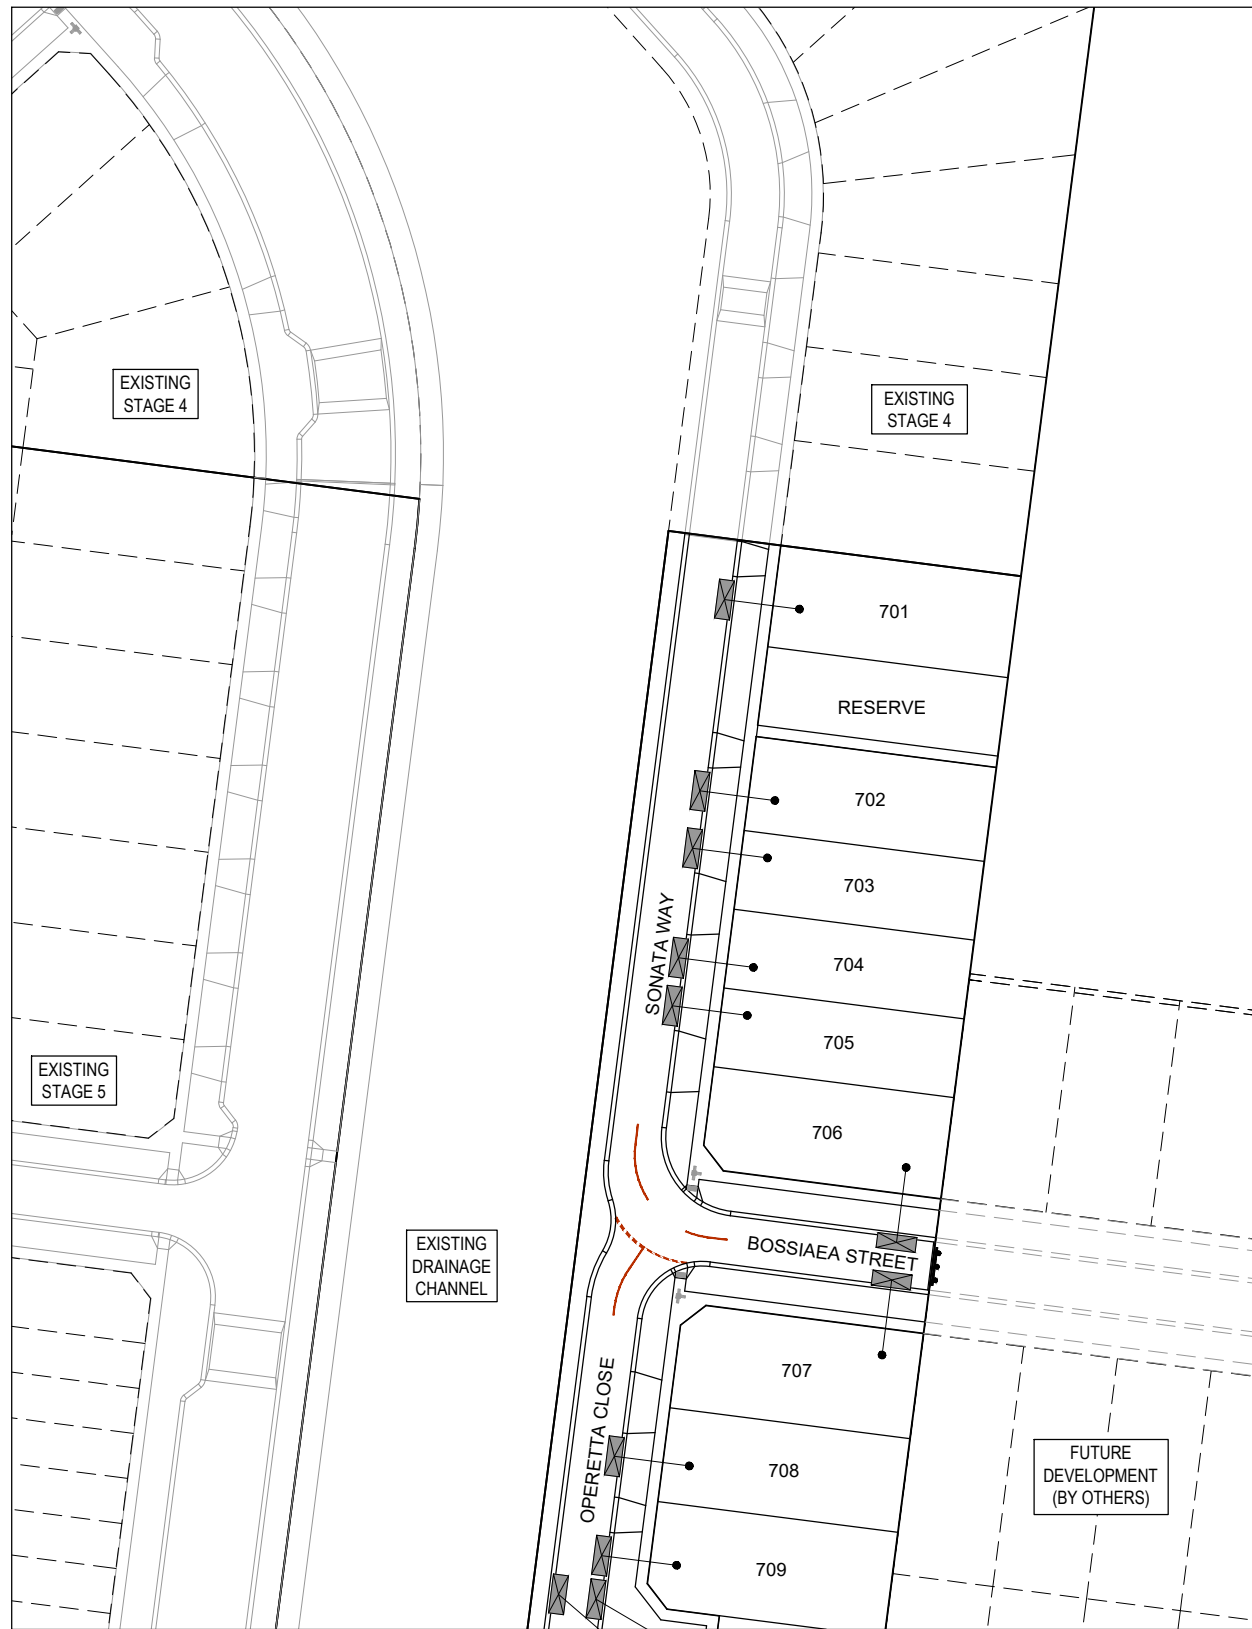 EXISTING
STAGE 4
EXISTING
STAGE 4
701
RESERVE
702
703
SONATA WAY
704
705
EXISTING
STAGE 5
706
EXISTING
DRAINAGE
CHANNEL
BOSSIAEA STREET
707
OPERETTA CLOSE
708
FUTURE
DEVELOPMENT
(BY OTHERS)
709